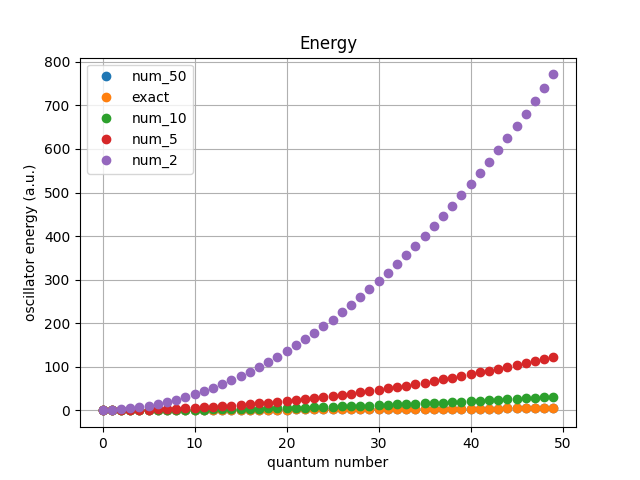 Energy
oscillator energy (a.u.)
800
700
600
500
400
300
200
100
0
num_50
exact
num_10
num_5
num_2
0 10 20 30 40 50
quantum number